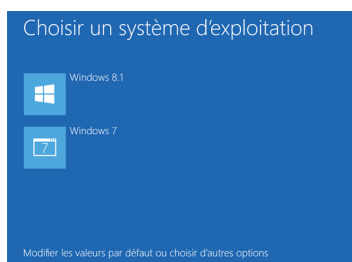 Choisir un système d'exploitation
Windows 8.1
Windows 7
7
Modifier les valeurs par défaut ou choisir d'autres options